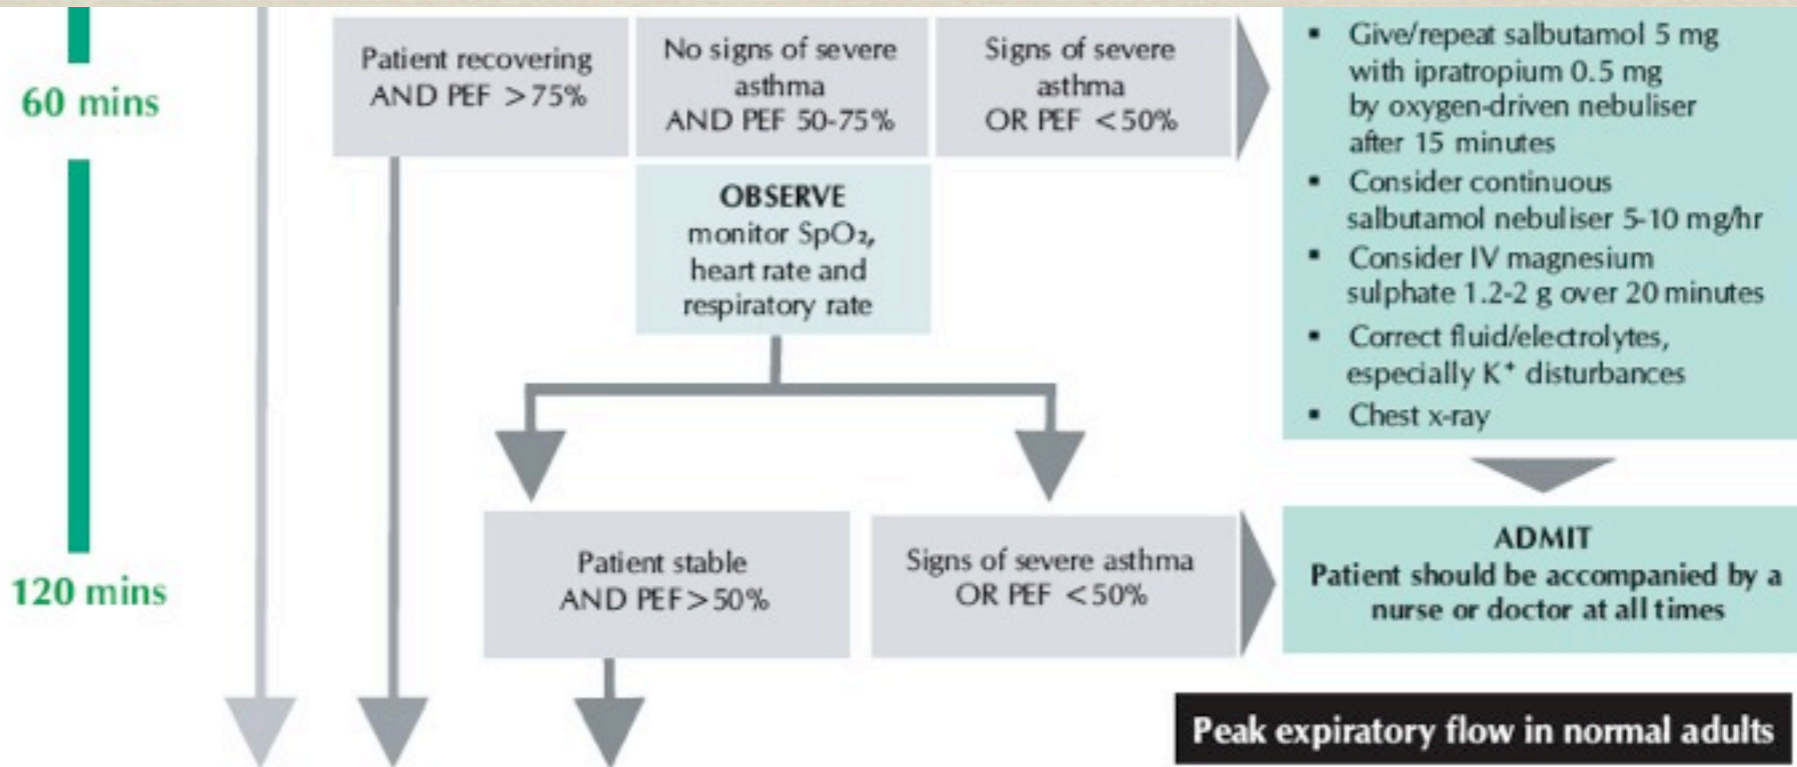 60 mins
Patient recovering
AND PEF >75%
No signs of severe
asthma
AND PEF 50-75%
Signs of severe
asthma
OR PEF <50%
▪ Give/repeat salbutamol 5 mg
with ipratropium 0.5 mg
by oxygen-driven nebuliser
after 15 minutes
▪ Consider continuous
salbutamol nebuliser 5-10 mg/hr
▪ Consider IV magnesium
sulphate 1.2-2 g over 20 minutes
▪ Correct fluid/electrolytes,
especially K⁺ disturbances
▪ Chest x-ray
OBSERVE
monitor SpO₂,
heart rate and
respiratory rate
120 mins
Patient stable
AND PEF>50%
Signs of severe asthma
OR PEF <50%
ADMIT
Patient should be accompanied by a
nurse or doctor at all times
Peak expiratory flow in normal adults